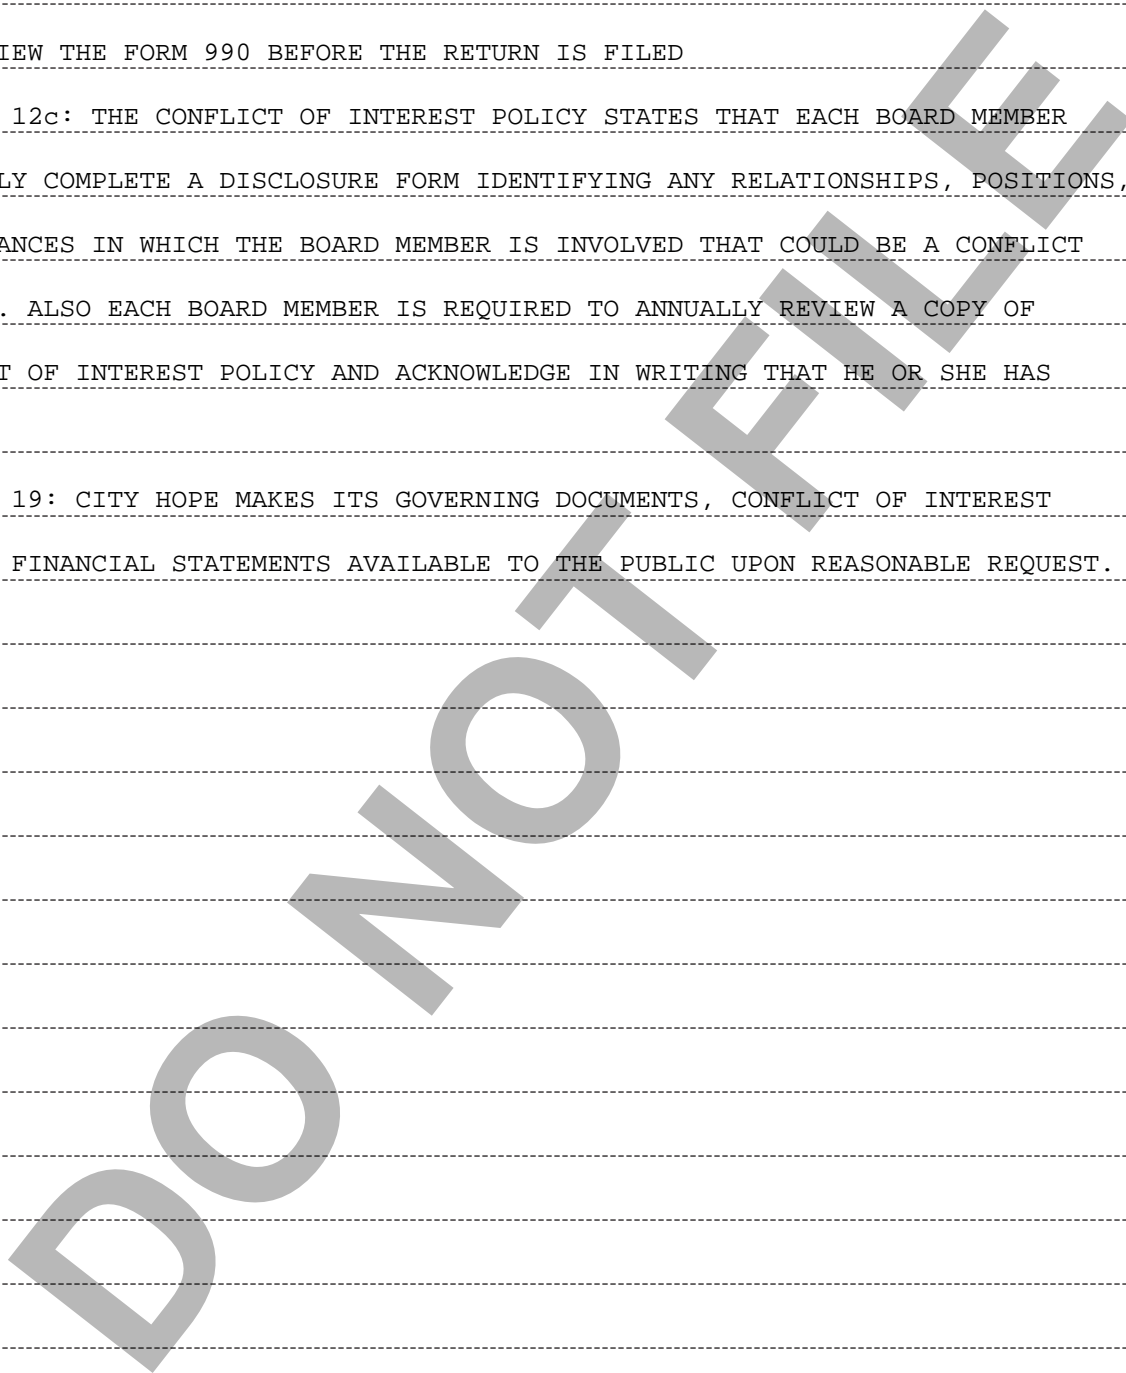 IEW THE FORM 990 BEFORE THE RETURN IS FILED
12c: THE CONFLICT OF INTEREST POLICY STATES THAT EACH BOARD MEMBER
LY COMPLETE A DISCLOSURE FORM IDENTIFYING ANY RELATIONSHIPS, POSITIONS,
ANCES IN WHICH THE BOARD MEMBER IS INVOLVED THAT COULD BE A CONFLICT
. ALSO EACH BOARD MEMBER IS REQUIRED TO ANNUALLY REVIEW A COPY OF
T OF INTEREST POLICY AND ACKNOWLEDGE IN WRITING THAT HE OR SHE HAS
19: CITY HOPE MAKES ITS GOVERNING DOCUMENTS, CONFLICT OF INTEREST
FINANCIAL STATEMENTS AVAILABLE TO THE PUBLIC UPON REASONABLE REQUEST.
DO NOT FILE